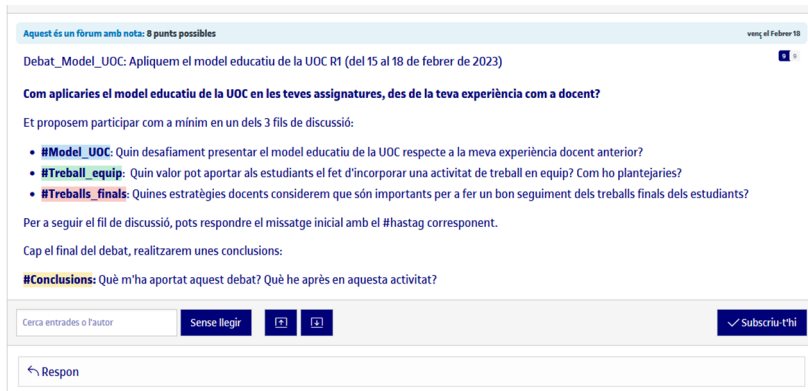 Aquest és un fòrum amb nota: 8 punts possibles
venç el Febrer 18
Debat_Model_UOC: Apliquem el model educatiu de la UOC R1 (del 15 al 18 de febrer de 2023)
9 9
Com aplicaries el model educatiu de la UOC en les teves assignatures, des de la teva experiència com a docent?
Et proposem participar com a mínim en un dels 3 fils de discussió:
#Model_UOC: Quin desafiament presentar el model educatiu de la UOC respecte a la meva experiència docent anterior?
#Treball_equip: Quin valor pot aportar als estudiants el fet d'incorporar una activitat de treball en equip? Com ho plantejaries?
#Treballs_finals: Quines estratègies docents considerem que són importants per a fer un bon seguiment dels treballs finals dels estudiants?
Per a seguir el fil de discussió, pots respondre el missatge inicial amb el #hastag corresponent.
Cap el final del debat, realitzarem unes conclusions:
#Conclusions: Què m'ha aportat aquest debat? Què he après en aquesta activitat?
Cerca entrades o l'autor
Sense llegir
Subscriu-t'hi
Respon